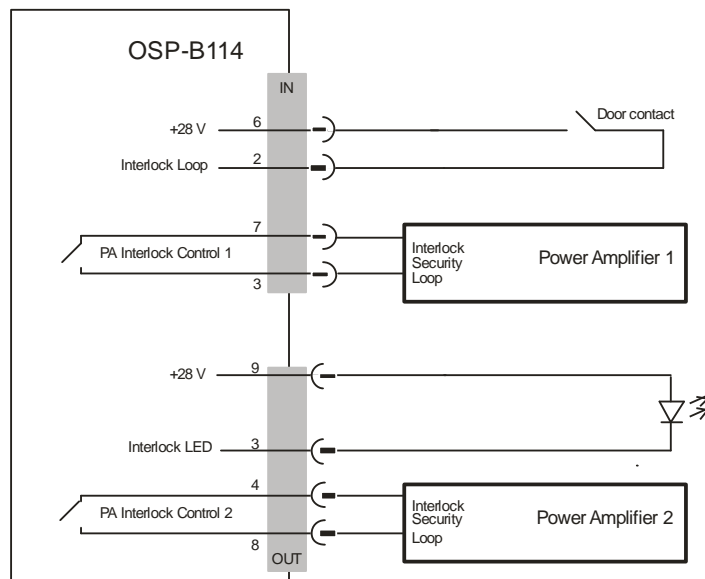 OSP-B114
IN
+28 V 6
Door contact
Interlock Loop 2
7
PA Interlock Control 1
3
Interlock
Security
Loop
Power Amplifier 1
+28 V 9
Interlock LED 3
4
PA Interlock Control 2
8
Interlock
Security
Loop
Power Amplifier 2
OUT